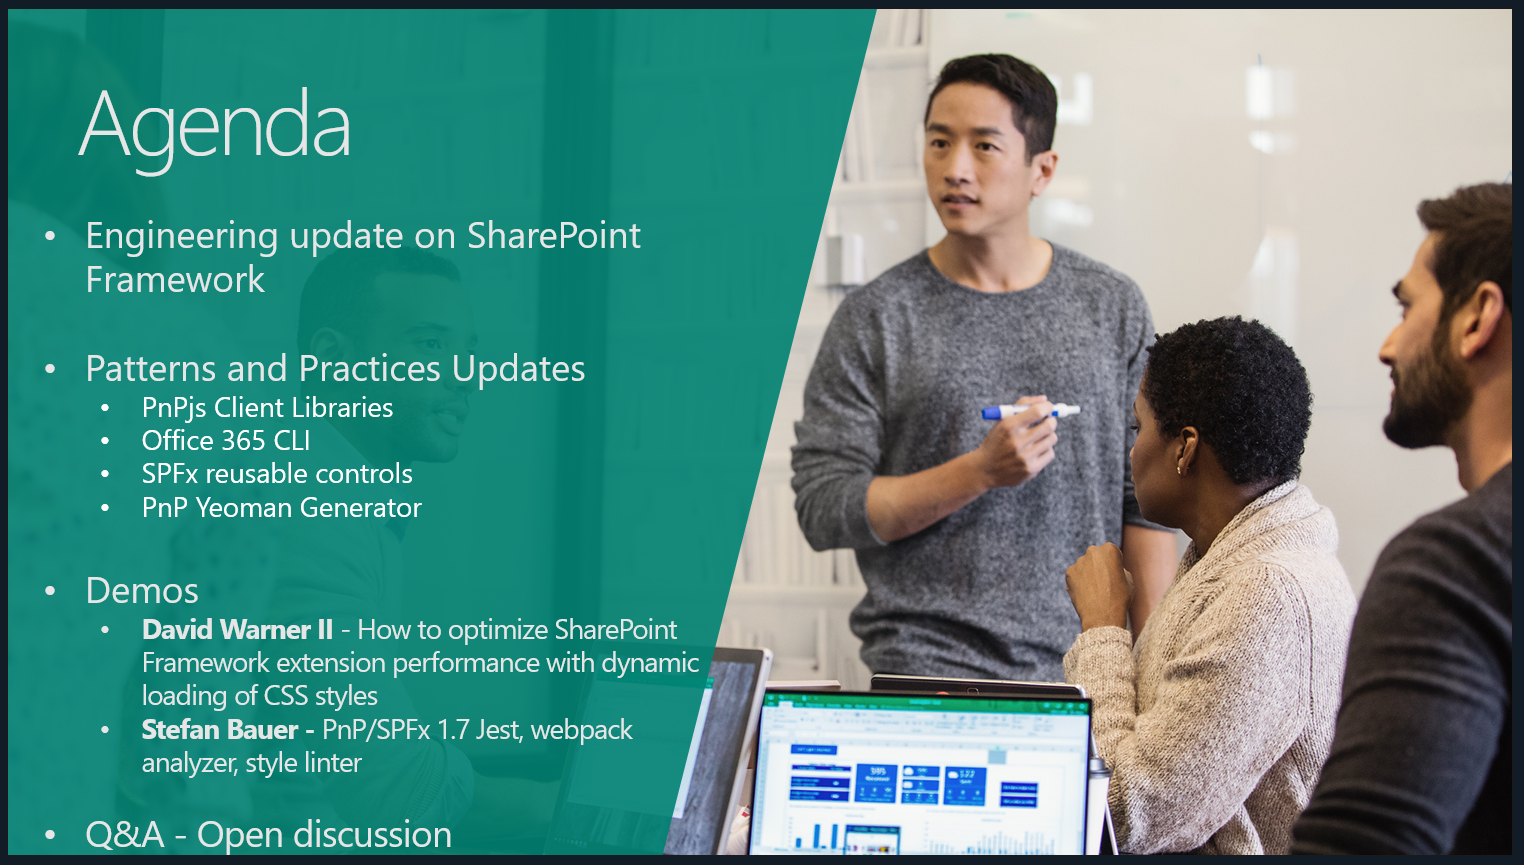 Agenda
• Engineering update on SharePoint
Framework
• Patterns and Practices Updates
• PnPjs Client Libraries
• Office 365 CLI
• SPFx reusable controls
• PnP Yeoman Generator
• Demos
• David Warner II - How to optimize SharePoint
Framework extension performance with dynamic
loading of CSS styles
• Stefan Bauer - PnP/SPFx 1.7 Jest, webpack
analyzer, style linter
• Q&A - Open discussion